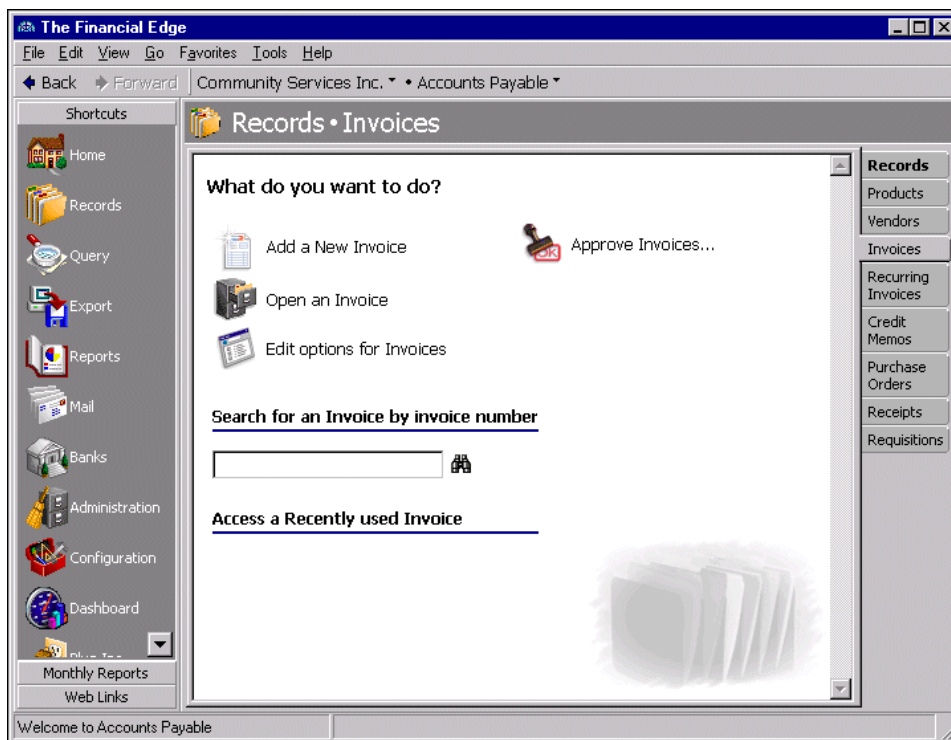 The Financial Edge
File Edit View Go Favorites Tools Help
Back Forward Community Services Inc. • Accounts Payable
Shortcuts
Home
Records
Query
Export
Reports
Mail
Banks
Administration
Configuration
Dashboard
Monthly Reports
Web Links
Records • Invoices
What do you want to do?
Add a New Invoice
Approve Invoices...
OK
Open an Invoice
Edit options for Invoices
Search for an Invoice by invoice number
Access a Recently used Invoice
Records
Products
Vendors
Invoices
Recurring
Invoices
Credit
Memos
Purchase
Orders
Receipts
Requisitions
Welcome to Accounts Payable